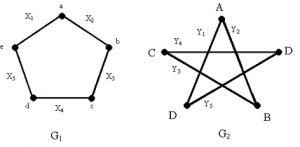 a
A
X₁ X₂
Y₁ Y₂
e b
C Y₄ D
Y₃
X₅ X₃
d c
X₄
D Y₅ B
G₁ G₂